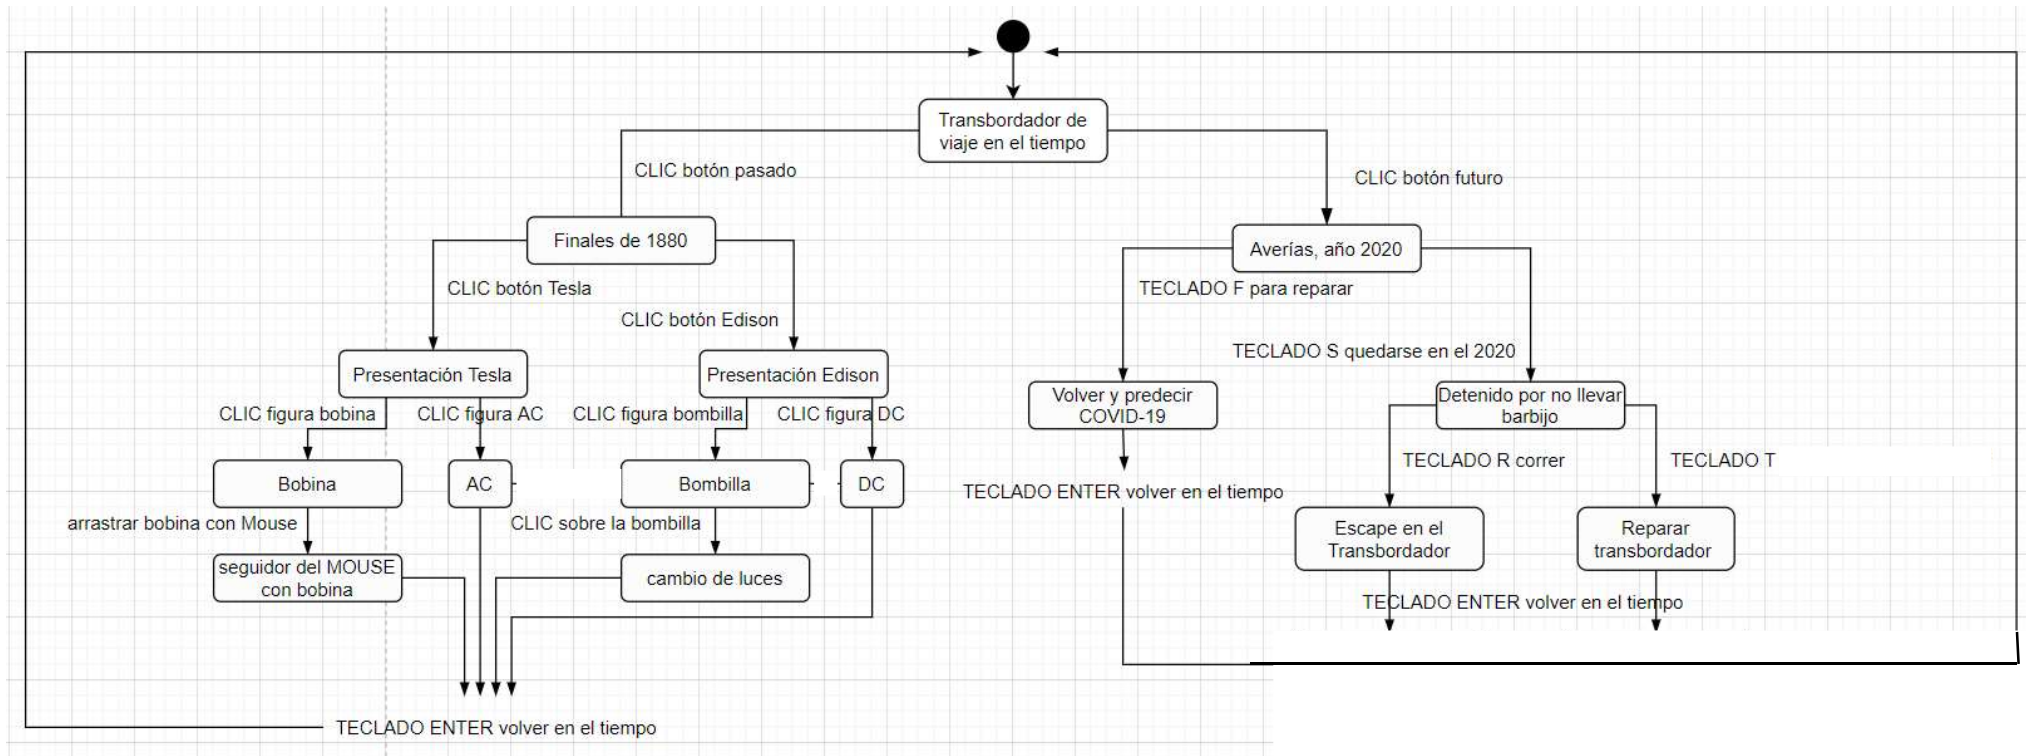 Transbordador de
viaje en el tiempo
CLIC botón pasado
CLIC botón futuro
Finales de 1880
Averías, año 2020
CLIC botón Tesla
TECLADO F para reparar
CLIC botón Edison
TECLADO S quedarse en el 2020
Presentación Tesla
Presentación Edison
Volver y predecir
COVID-19
Detenido por no llevar
barbijo
CLIC figura bobina
CLIC figura AC
CLIC figura bombilla
CLIC figura DC
TECLADO R correr
TECLADO T
Bobina
AC
Bombilla
DC
TECLADO ENTER volver en el tiempo
arrastrar bobina con Mouse
CLIC sobre la bombilla
Escape en el
Transbordador
Reparar
transbordador
seguidor del MOUSE
con bobina
cambio de luces
TECLADO ENTER volver en el tiempo
TECLADO ENTER volver en el tiempo